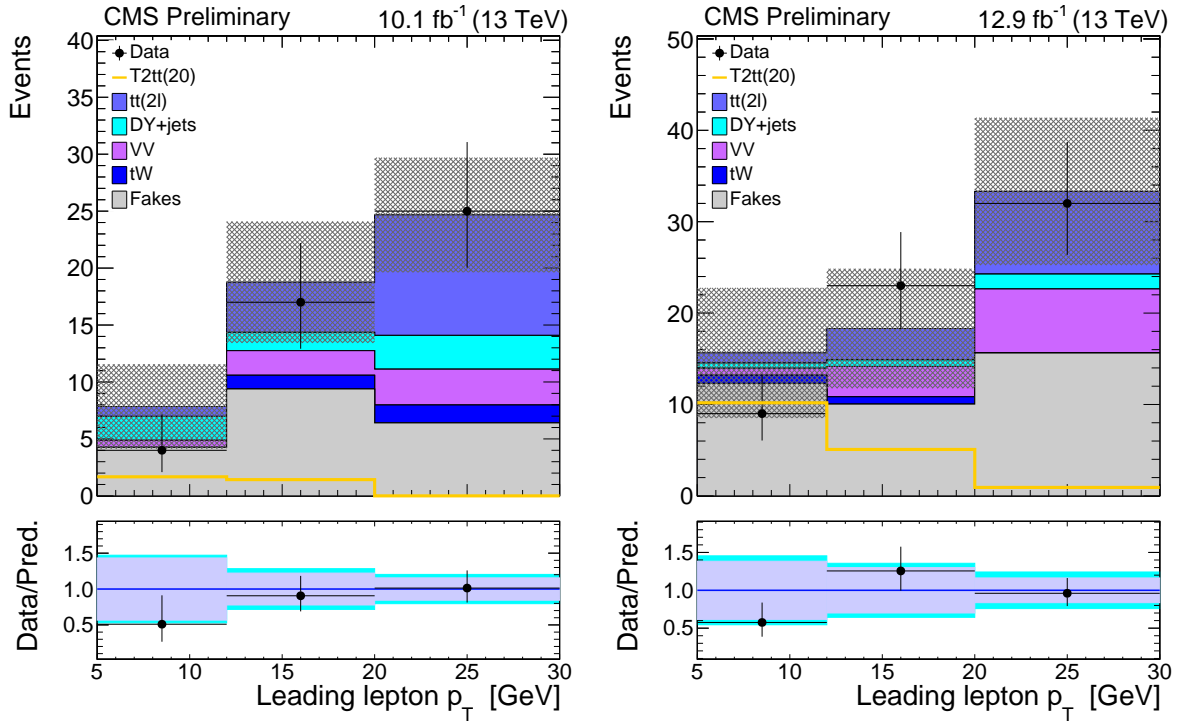 CMS Preliminary 10.1 fb⁻¹ (13 TeV)
Events
40
35
30
25
20
15
10
5
0
Data
T2tt(20)
tt(2l)
DY+jets
VV
tW
Fakes
Data/Pred.
1.5
1.0
0.5
5 10 15 20 25 30
Leading lepton p_T [GeV]
CMS Preliminary 12.9 fb⁻¹ (13 TeV)
Events
50
40
30
20
10
0
Data
T2tt(20)
tt(2l)
DY+jets
VV
tW
Fakes
Data/Pred.
1.5
1.0
0.5
5 10 15 20 25 30
Leading lepton p_T [GeV]